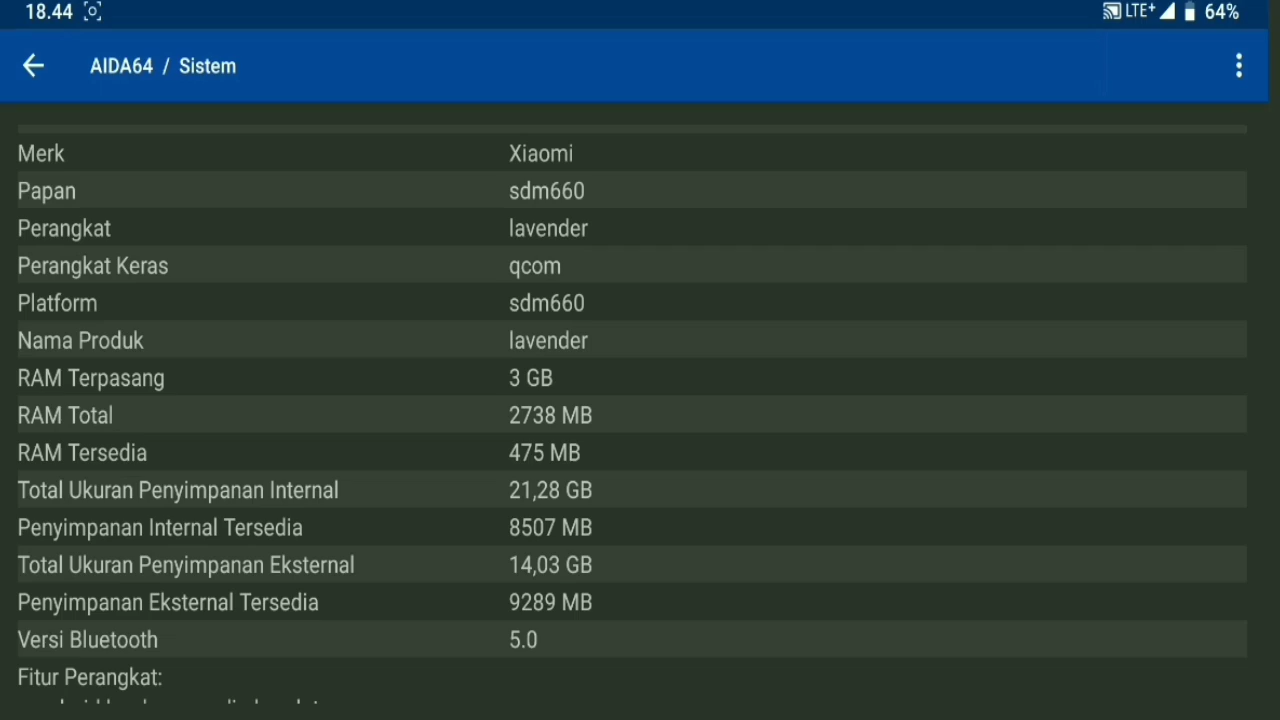 18.44 LTE+ 64%
AIDA64 / Sistem
Merk Xiaomi
Papan sdm660
Perangkat lavender
Perangkat Keras qcom
Platform sdm660
Nama Produk lavender
RAM Terpasang 3 GB
RAM Total 2738 MB
RAM Tersedia 475 MB
Total Ukuran Penyimpanan Internal 21,28 GB
Penyimpanan Internal Tersedia 8507 MB
Total Ukuran Penyimpanan Eksternal 14,03 GB
Penyimpanan Eksternal Tersedia 9289 MB
Versi Bluetooth 5.0
Fitur Perangkat: